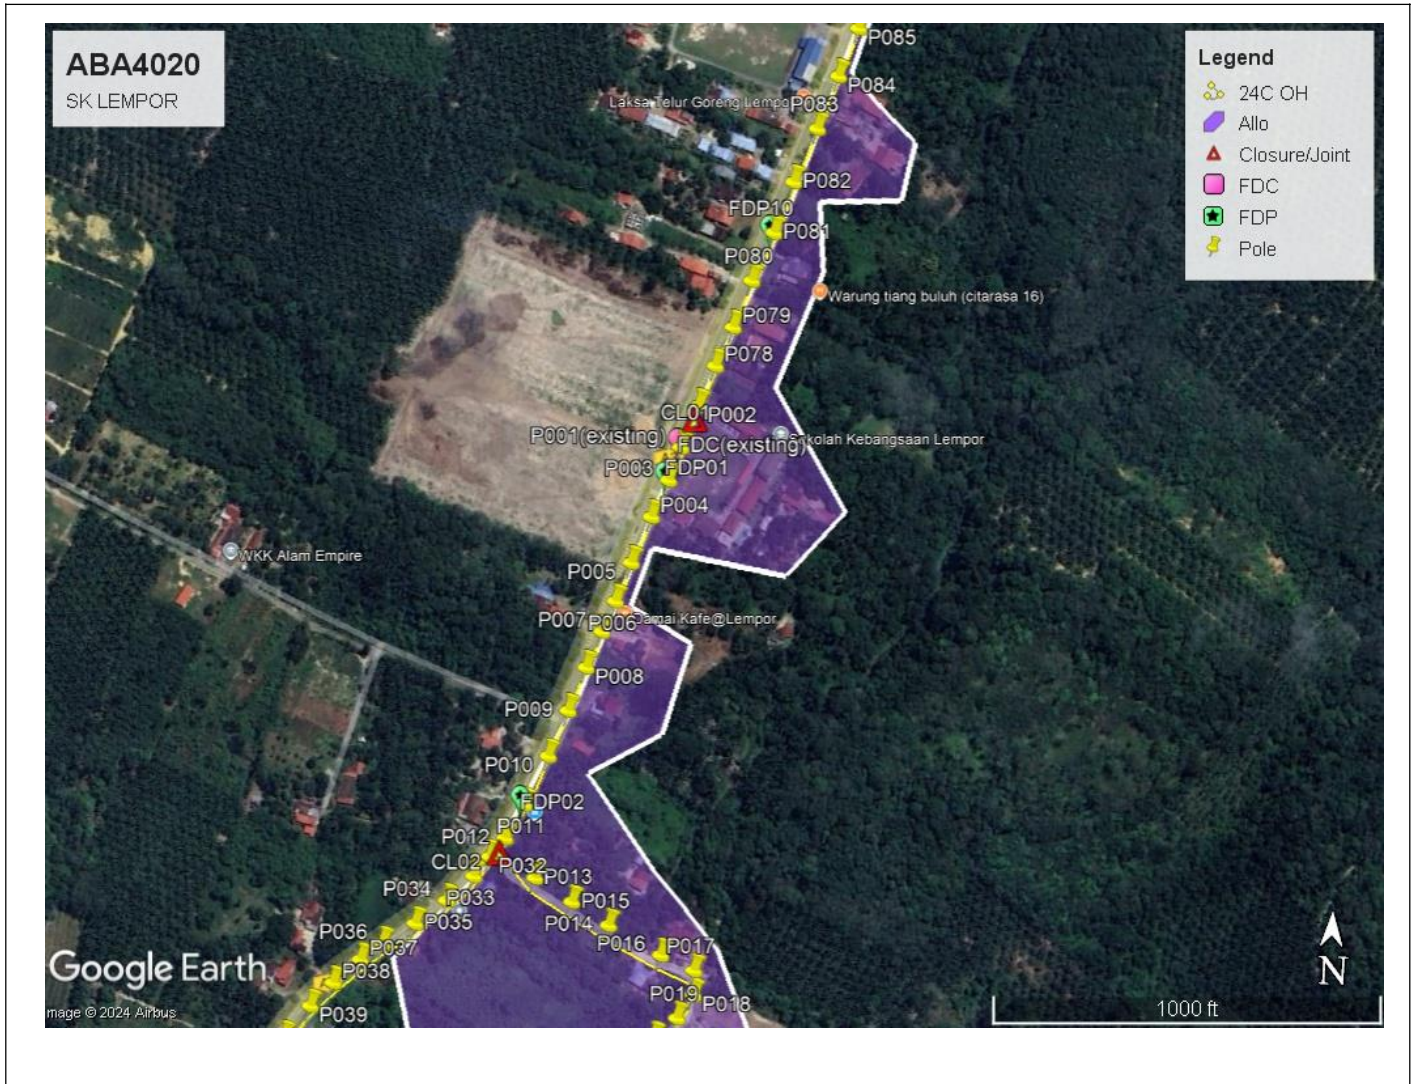 ABA4020
SK LEMPOR
Legend
24C OH
Allo
Closure/Joint
FDC
FDP
Pole
P085
P084
Laksa Telur Goreng Lempo
P083
P082
FDP10
P081
P080
Warung tiang buluh (citarasa 16)
P079
P078
CL01
P002
P001(existing)
FDC(existing)
Sekolah Kebangsaan Lempor
P003
FDP01
P004
WKK Alam Empire
P005
P007
P006
Damai Kafe@Lempor
P008
P009
P010
FDP02
P011
P012
CL02
P032
P013
P034
P033
P015
P035
P014
P036
P037
P016
P017
P038
P019
P018
P039
Google Earth
mage © 2024 Airbus
N
1000 ft